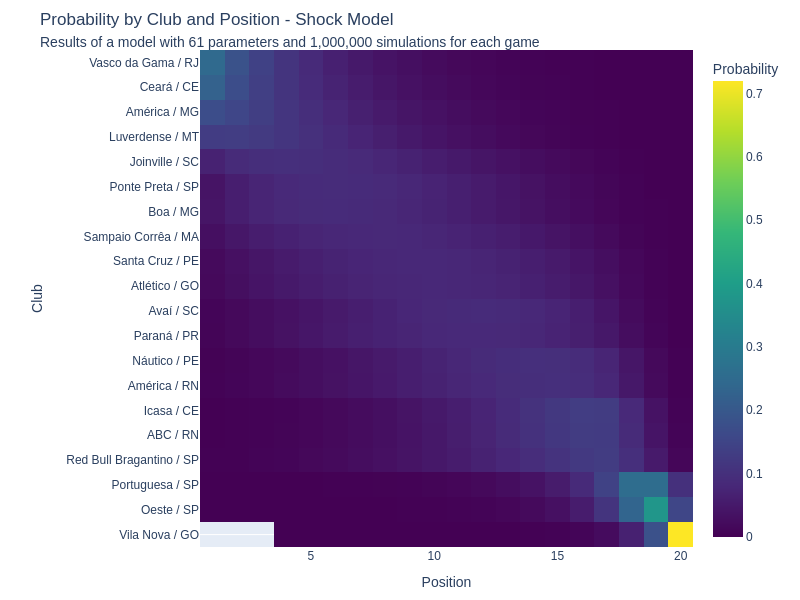 Probability by Club and Position - Shock Model
Results of a model with 61 parameters and 1,000,000 simulations for each game
Probability
Vasco da Gama / RJ
Ceará / CE
América / MG
Luverdense / MT
Joinville / SC
Ponte Preta / SP
Boa / MG
Sampaio Corrêa / MA
Santa Cruz / PE
Atlético / GO
Avaí / SC
Paraná / PR
Náutico / PE
América / RN
Icasa / CE
ABC / RN
Red Bull Bragantino / SP
Portuguesa / SP
Oeste / SP
Vila Nova / GO
Club
0.7
0.6
0.5
0.4
0.3
0.2
0.1
0
5
10
15
20
Position